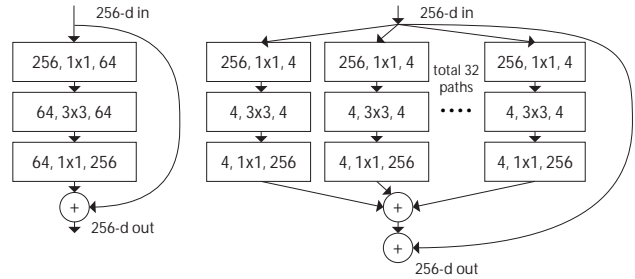 256-d in
256, 1x1, 64
64, 3x3, 64
64, 1x1, 256
+
256-d out
256-d in
256, 1x1, 4
256, 1x1, 4
total 32
paths
....
256, 1x1, 4
4, 3x3, 4
4, 3x3, 4
4, 3x3, 4
4, 1x1, 256
4, 1x1, 256
4, 1x1, 256
+
+
256-d out